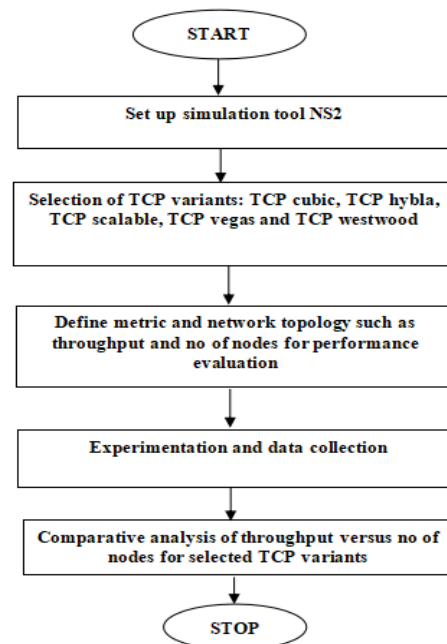 START
Set up simulation tool NS2
Selection of TCP variants: TCP cubic, TCP hybla,
TCP scalable, TCP vegas and TCP westwood
Define metric and network topology such as
throughput and no of nodes for performance
evaluation
Experimentation and data collection
Comparative analysis of throughput versus no of
nodes for selected TCP variants
STOP